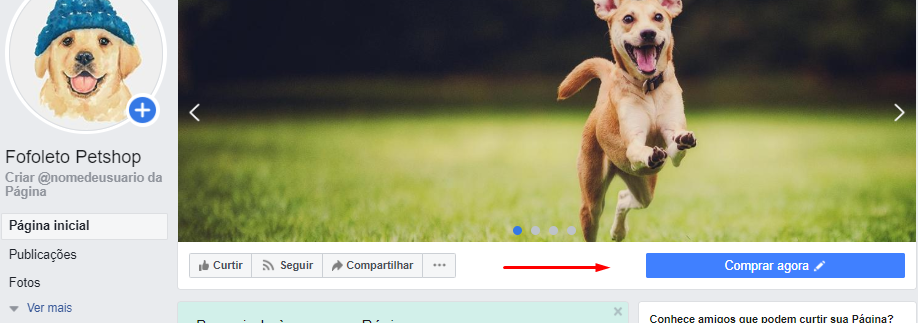 Fofoleto Petshop
Criar @nomedeusuario da
Página
Página inicial
Publicações
Fotos
Ver mais
Curtir
Seguir
Compartilhar
Comprar agora
Conhece amigos que podem curtir sua Página?